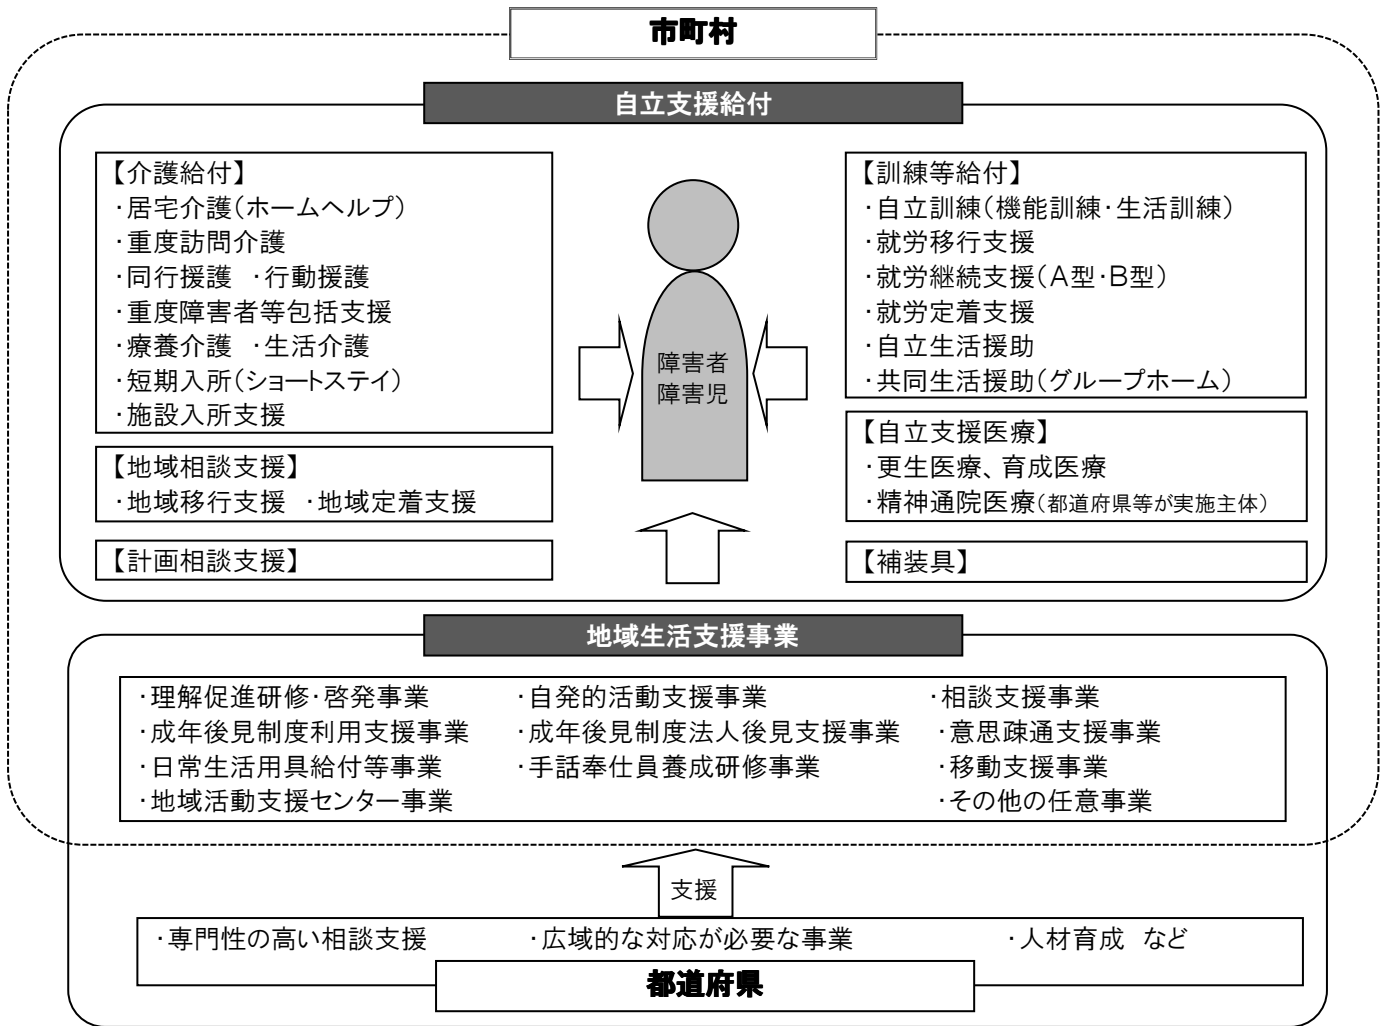 市町村
自立支援給付
【介護給付】
・居宅介護(ホームヘルプ)
・重度訪問介護
・同行援護 ・行動援護
・重度障害者等包括支援
・療養介護 ・生活介護
・短期入所(ショートステイ)
・施設入所支援
【地域相談支援】
・地域移行支援 ・地域定着支援
【計画相談支援】
障害者
障害児
【訓練等給付】
・自立訓練(機能訓練・生活訓練)
・就労移行支援
・就労継続支援(A型・B型)
・就労定着支援
・自立生活援助
・共同生活援助(グループホーム)
【自立支援医療】
・更生医療、育成医療
・精神通院医療(都道府県等が実施主体)
【補装具】
地域生活支援事業
・理解促進研修・啓発事業 ・自発的活動支援事業 ・相談支援事業
・成年後見制度利用支援事業 ・成年後見制度法人後見支援事業 ・意思疎通支援事業
・日常生活用具給付等事業 ・手話奉仕員養成研修事業 ・移動支援事業
・地域活動支援センター事業 ・その他の任意事業
支援
・専門性の高い相談支援 ・広域的な対応が必要な事業 ・人材育成 など
都道府県